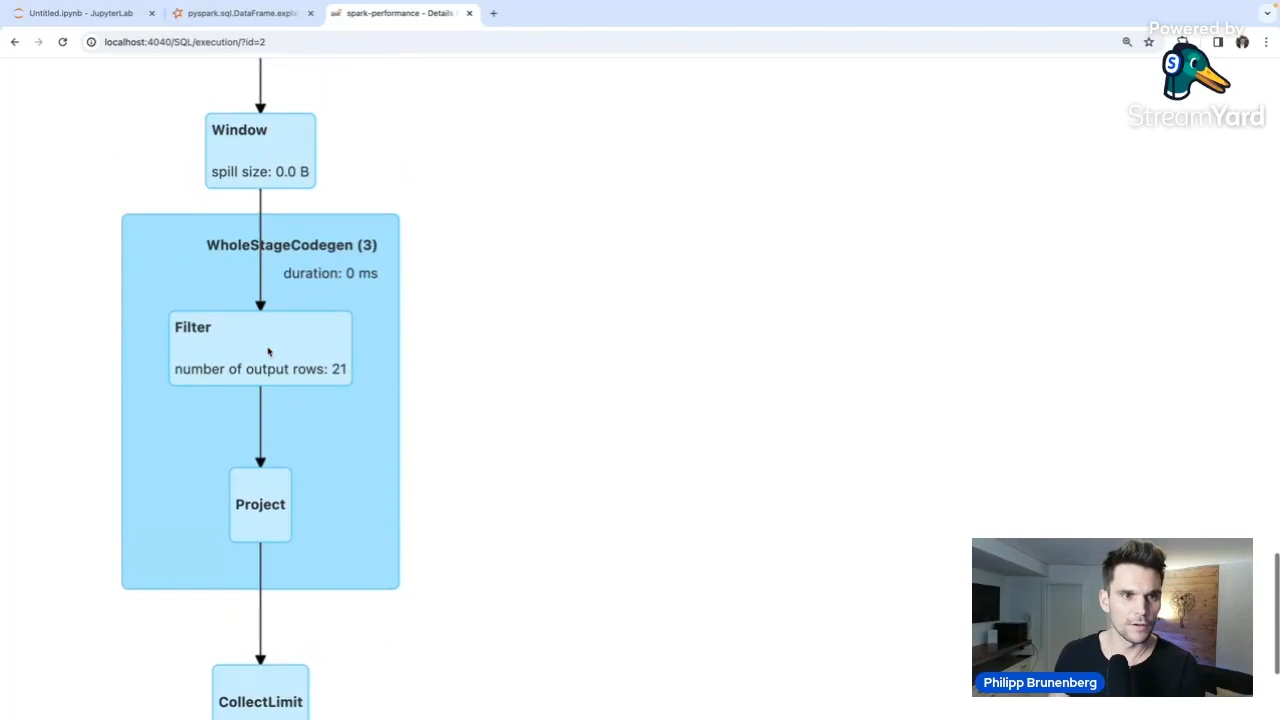 Untitled.ipynb - JupyterLab
pyspark.sql.DataFrame.expla
spark-performance - Details
localhost:4040/SQL/execution/?id=2
Powered by
S
StreamYard
Window
spill size: 0.0 B
WholeStageCodegen (3)
duration: 0 ms
Filter
number of output rows: 21
Project
CollectLimit
Philipp Brunenberg